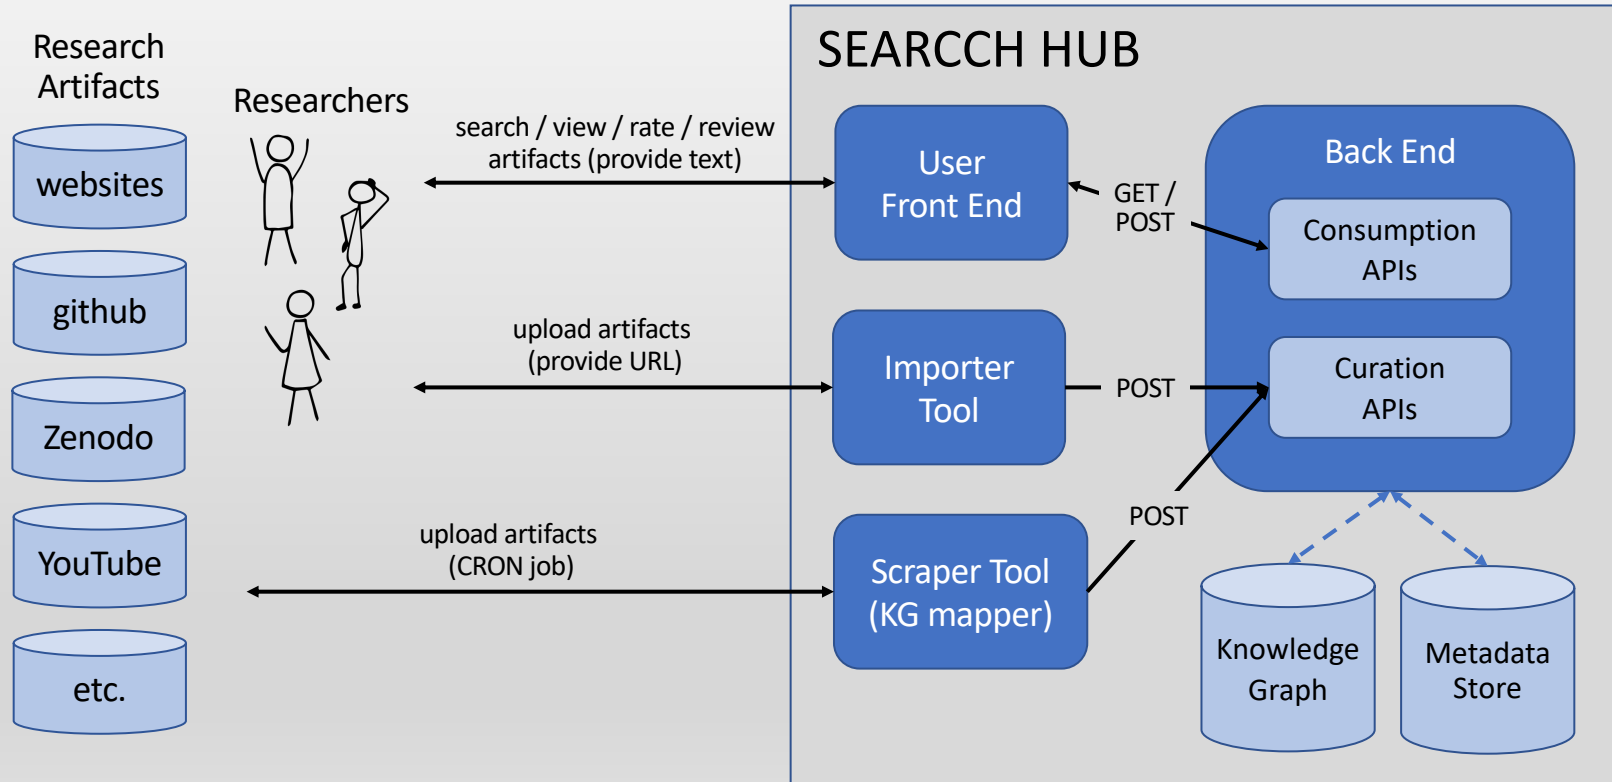 Research
Artifacts
websites
github
Zenodo
YouTube
etc.
Researchers
search / view / rate / review
artifacts (provide text)
upload artifacts
(provide URL)
upload artifacts
(CRON job)
SEARCCH HUB
User
Front End
Importer
Tool
Scraper Tool
(KG mapper)
GET /
POST
POST
POST
Back End
Consumption
APIs
Curation
APIs
Knowledge
Graph
Metadata
Store